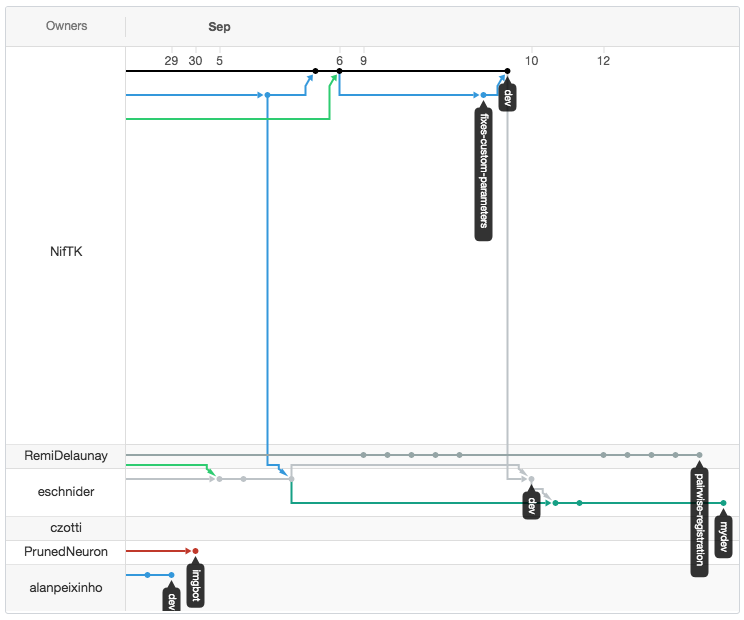 Owners
Sep
29 30 5 6 9 10 12
dev
fixes-custom-parameters
NifTK
RemiDelaunay
eschnider
dev
pairwise-registration
mydev
czotti
PrunedNeuron
imgbot
alanpeixinho
dev